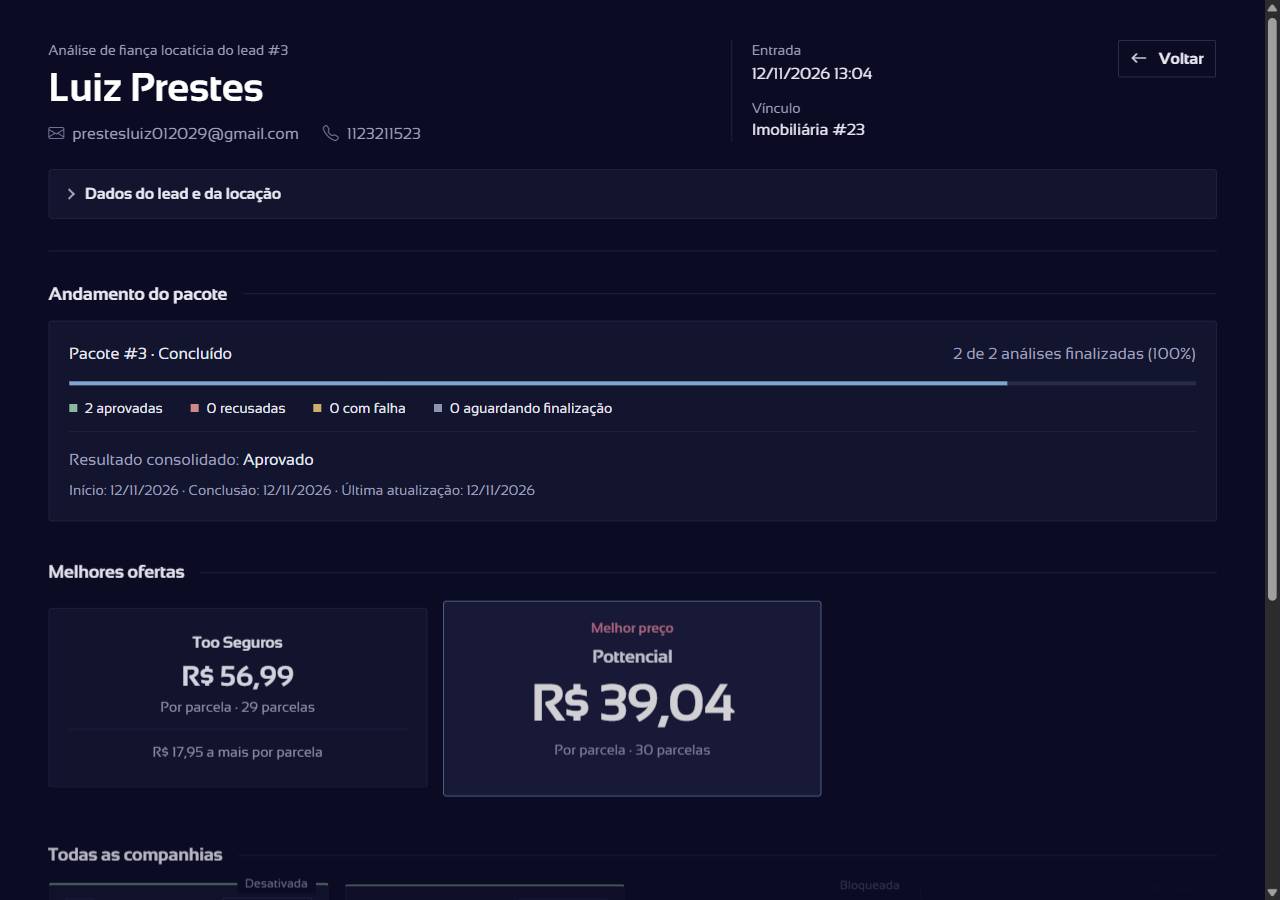 Análise de fiança locatícia do lead #3
Luiz Prestes
prestesluiz012029@gmail.com 1123211523
Entrada
12/11/2026 13:04
Vínculo
Imobiliária #23
Voltar
Dados do lead e da locação
Andamento do pacote
Pacote #3 · Concluído
2 de 2 análises finalizadas (100%)
2 aprovadas 0 recusadas 0 com falha 0 aguardando finalização
Resultado consolidado: Aprovado
Início: 12/11/2026 · Conclusão: 12/11/2026 · Última atualização: 12/11/2026
Melhores ofertas
Too Seguros
R$ 56,99
Por parcela · 29 parcelas
R$ 17,95 a mais por parcela
Melhor preço
Pottencial
R$ 39,04
Por parcela · 30 parcelas
Todas as companhias
Desativada
Bloqueada